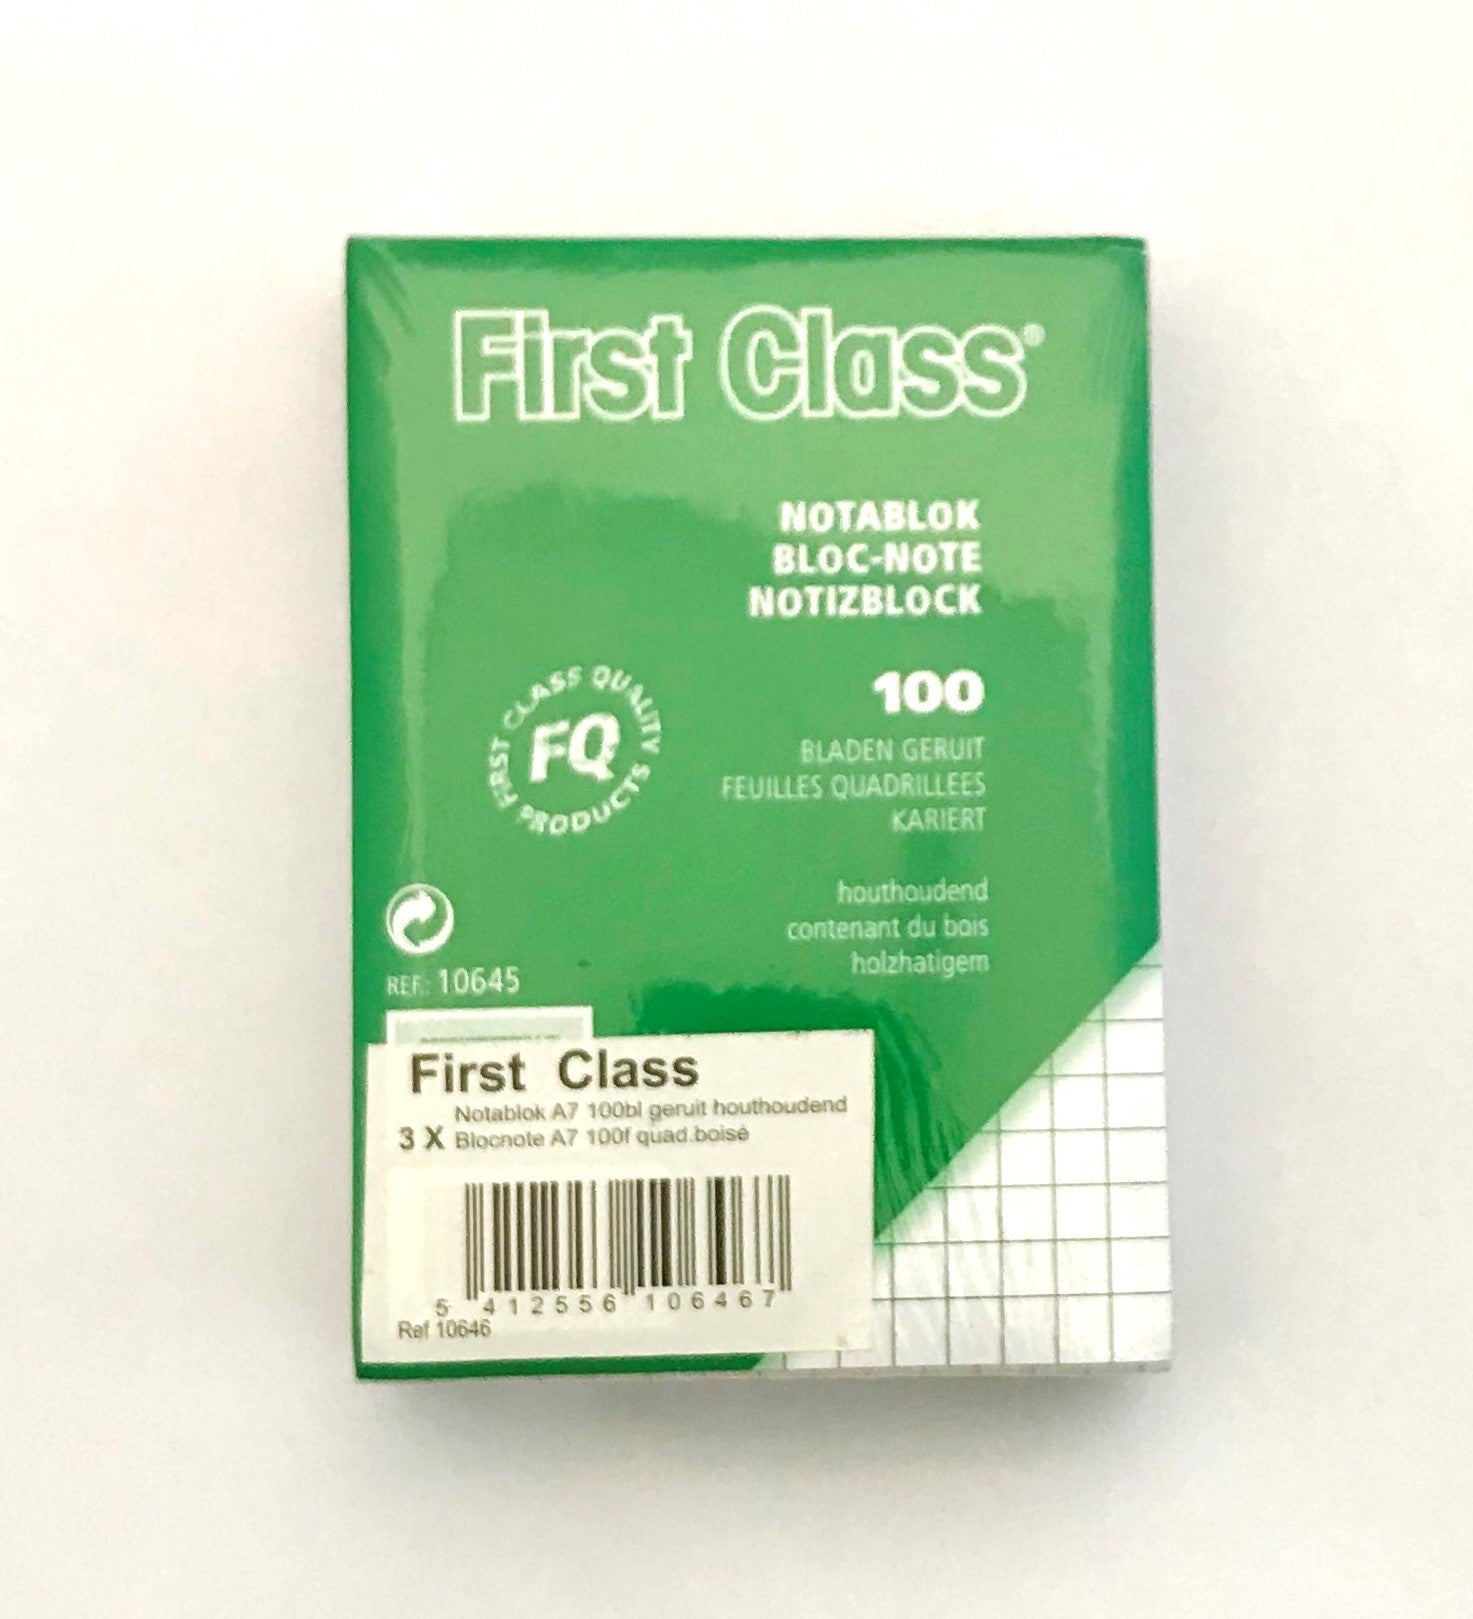 First Class®
NOTABLOK
BLOC-NOTE
NOTIZBLOCK
100
BLADEN GERUIT
FEUILLES QUADRILLEES
KARIERT
FIRST CLASS QUALITY PRODUCTS
FQ
houthoudend
contenant du bois
holzhatigem
REF.: 10645
First Class
Notablok A7 100bl geruit houthoudend
3 X Blocnote A7 100f quad.boisé
5 412556 106467
Ref 10646